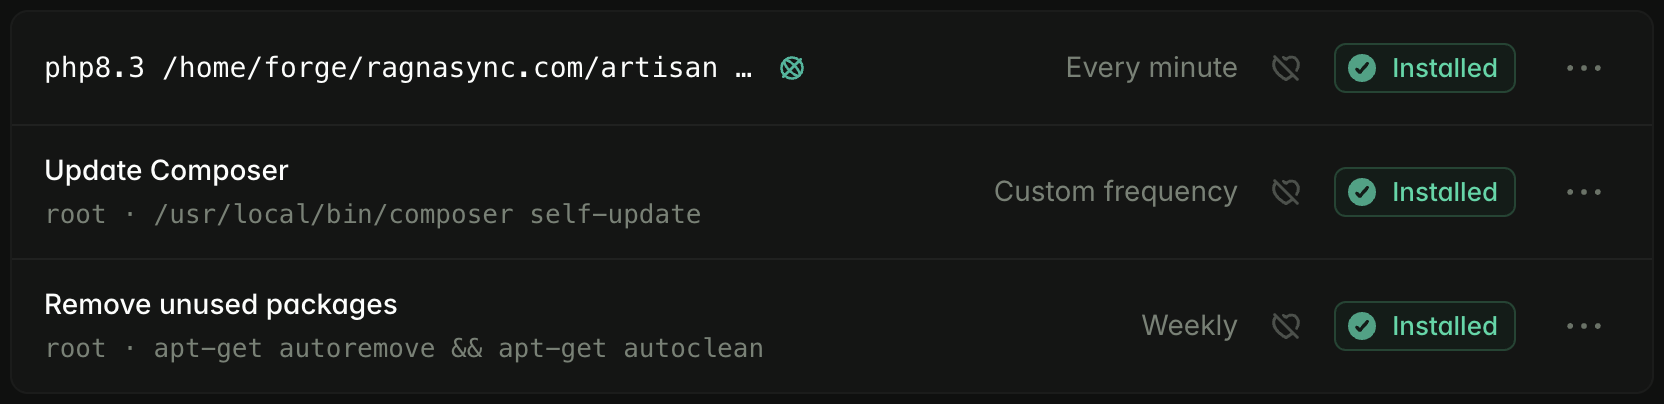 php8.3 /home/forge/ragnasync.com/artisan …
Every minute
Installed
Update Composer
root · /usr/local/bin/composer self-update
Custom frequency
Installed
Remove unused packages
root · apt-get autoremove && apt-get autoclean
Weekly
Installed